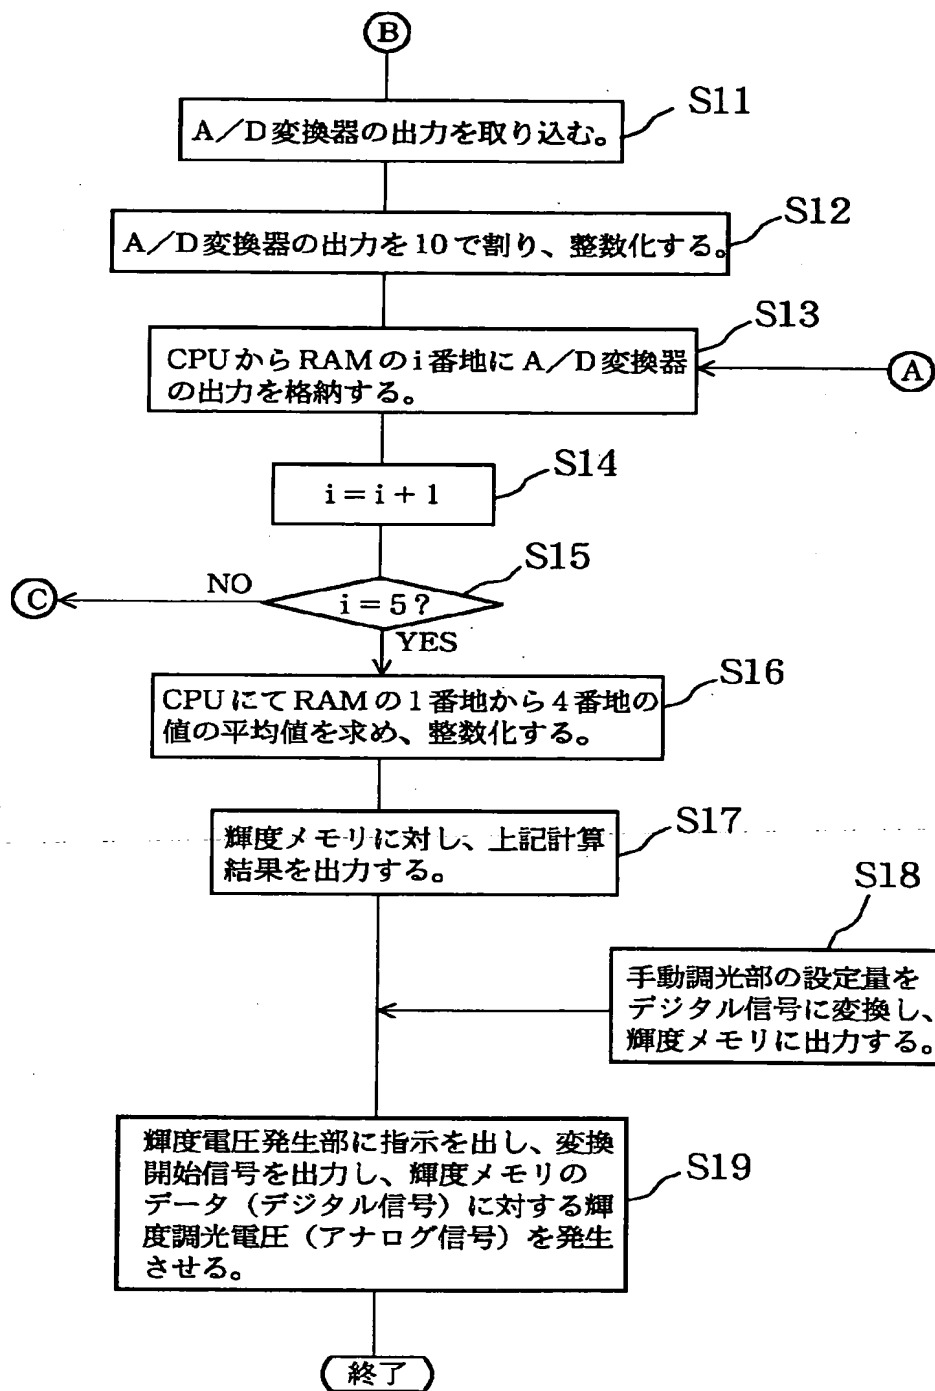 B
S11
A／D変換器の出力を取り込む。
S12
A／D変換器の出力を10で割り、整数化する。
S13
CPUからRAMのi番地にA／D変換器
の出力を格納する。
A
S14
i = i + 1
S15
NO
C
i = 5 ?
YES
S16
CPUにてRAMの1番地から4番地の
値の平均値を求め、整数化する。
S17
輝度メモリに対し、上記計算
結果を出力する。
S18
手動調光部の設定量を
デジタル信号に変換し、
輝度メモリに出力する。
S19
輝度電圧発生部に指示を出し、変換
開始信号を出力し、輝度メモリの
データ（デジタル信号）に対する輝
度調光電圧（アナログ信号）を発生
させる。
終了